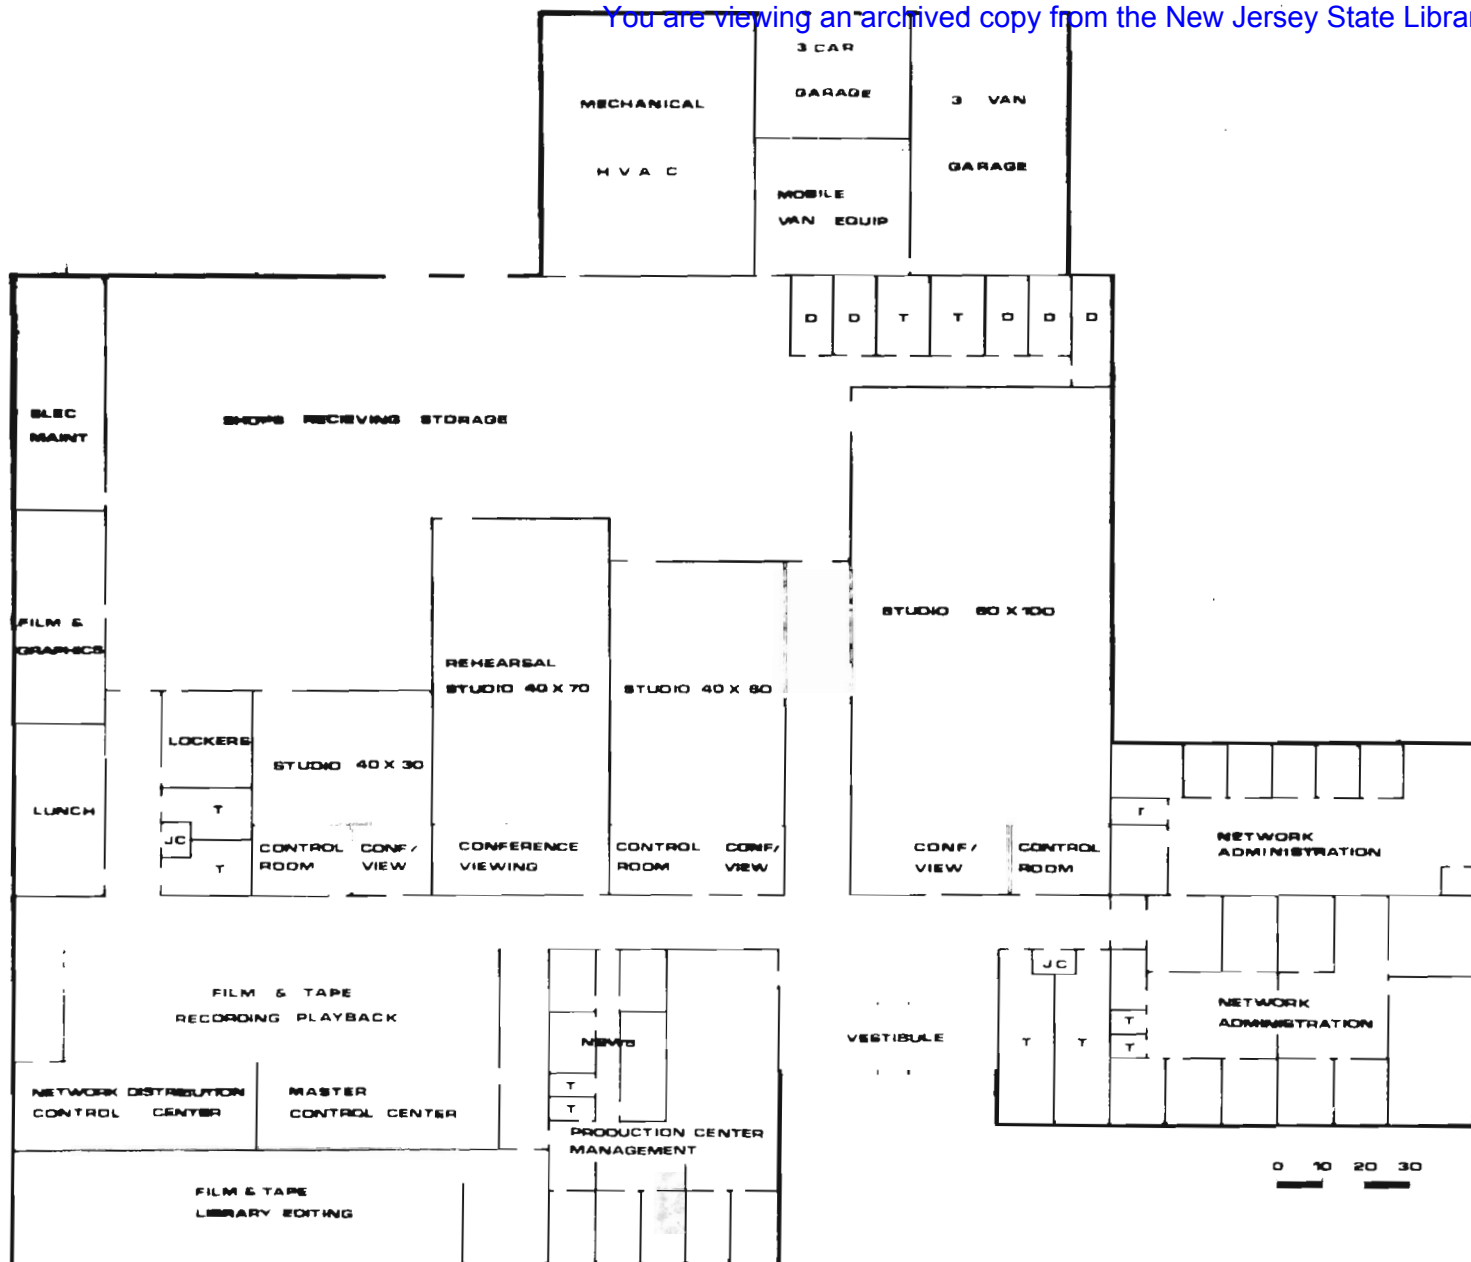 You are viewing an archived copy from the New Jersey State Librar
3 CAR
GARAGE
MECHANICAL
H V A C
3 VAN
GARAGE
MOBILE
VAN EQUIP
D D T T D D D
ELEC
MAINT
SHOPS RECIEVING STORAGE
FILM &
GRAPHICS
STUDIO 60 X 100
REHEARSAL
STUDIO 40 X 70
STUDIO 40 X 60
LOCKERS
STUDIO 40 X 30
LUNCH
T
JC
T
CONTROL
ROOM
CONF/
VIEW
CONFERENCE
VIEWING
CONTROL
ROOM
CONF/
VIEW
CONF/
VIEW
CONTROL
ROOM
T
NETWORK
ADMINISTRATION
FILM & TAPE
RECORDING PLAYBACK
NEWS
T
T
VESTIBULE
JC
T T
T
T
NETWORK
ADMINISTRATION
NETWORK DISTRIBUTION
CONTROL CENTER
MASTER
CONTROL CENTER
PRODUCTION CENTER
MANAGEMENT
FILM & TAPE
LIBRARY EDITING
0 10 20 30